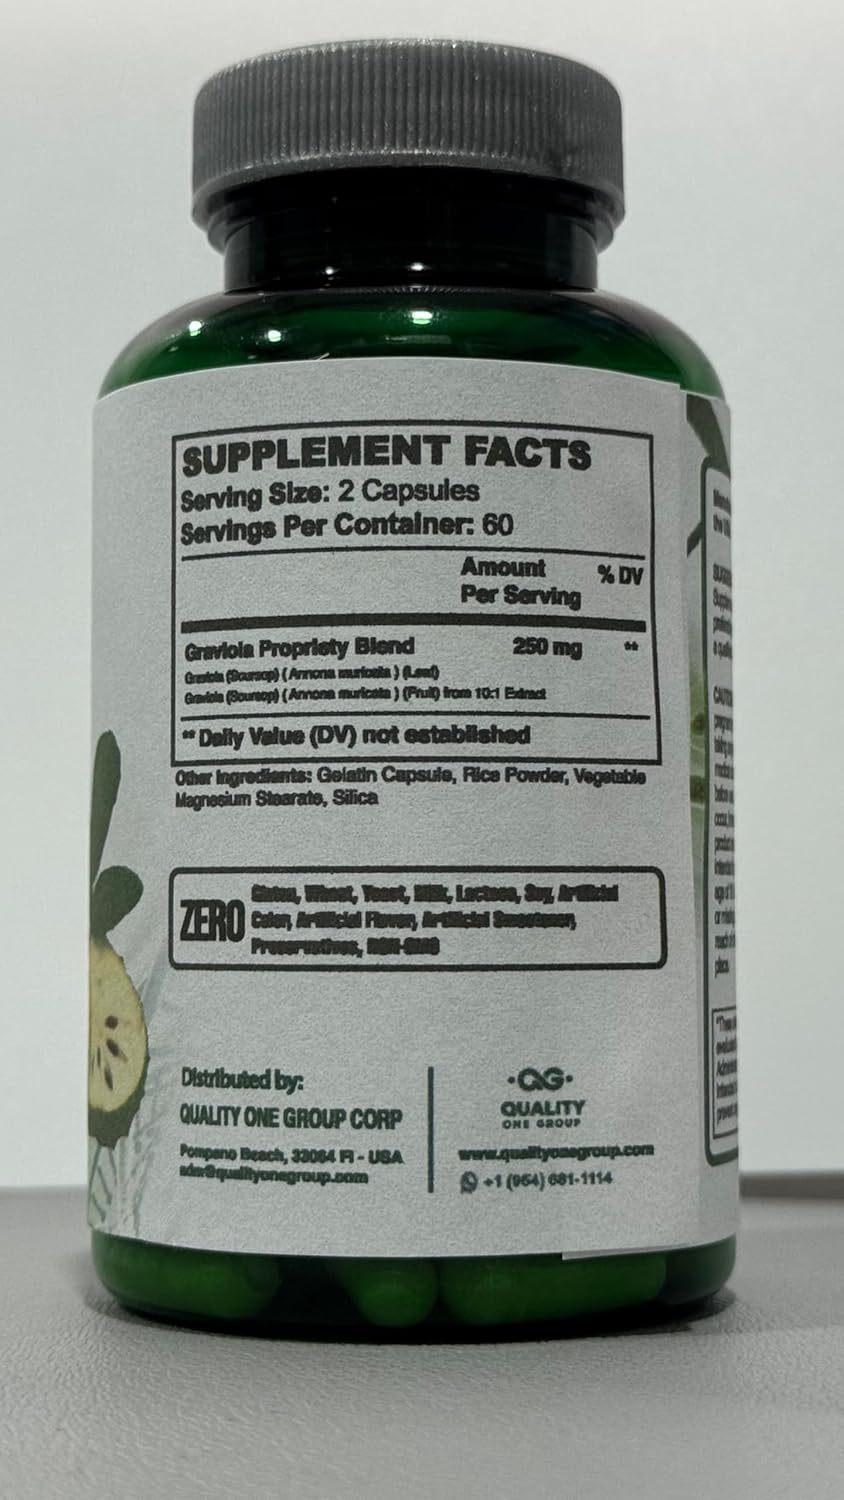 SUPPLEMENT FACTS
Serving Size: 2 Capsules
Servings Per Container: 60
Amount % DV
Per Serving
Graviola Propriety Blend 250 mg **
Graviola (Soursop) ( Annona muricata ) (Leaf)
Graviola (Soursop) ( Annona muricata ) (Fruit) from 10:1 Extract
** Daily Value (DV) not established
Other Ingredients: Gelatin Capsule, Rice Powder, Vegetable
Magnesium Stearate, Silica
ZERO
Gluten, Wheat, Yeast, Milk, Lactose, Soy, Artificial
Color, Artificial Flavor, Artificial Sweetener,
Preservatives, NON-GMO
Distributed by:
QUALITY ONE GROUP CORP
Pompano Beach, 33064 Fl - USA
adm@qualityonegroup.com
QG
QUALITY
ONE GROUP
www.qualityonegroup.com
+1 (954) 681-1114